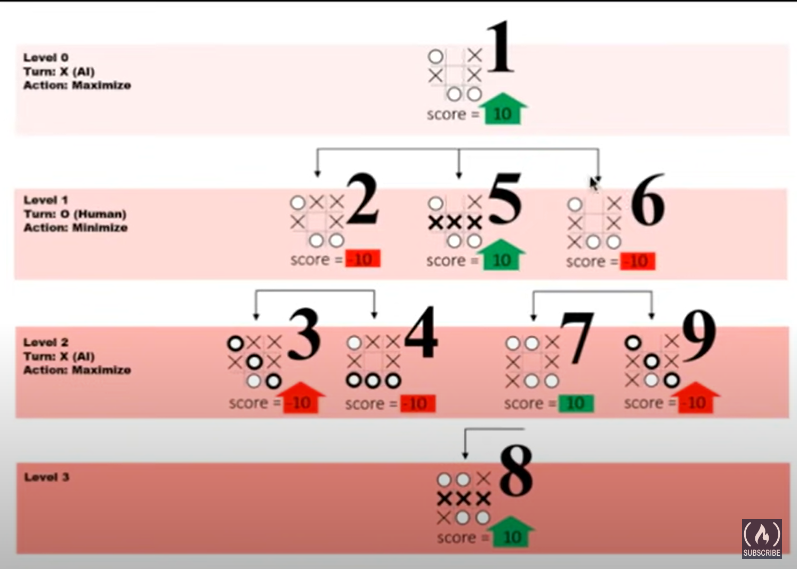 Level 0
Turn: X (AI)
Action: Maximize
1
score = 10
Level 1
Turn: O (Human)
Action: Minimize
2
score = -10
5
score = 10
6
score = -10
Level 2
Turn: X (AI)
Action: Maximize
3
score = -10
4
score = -10
7
score = 10
9
score = -10
Level 3
8
score = 10
SUBSCRIBE